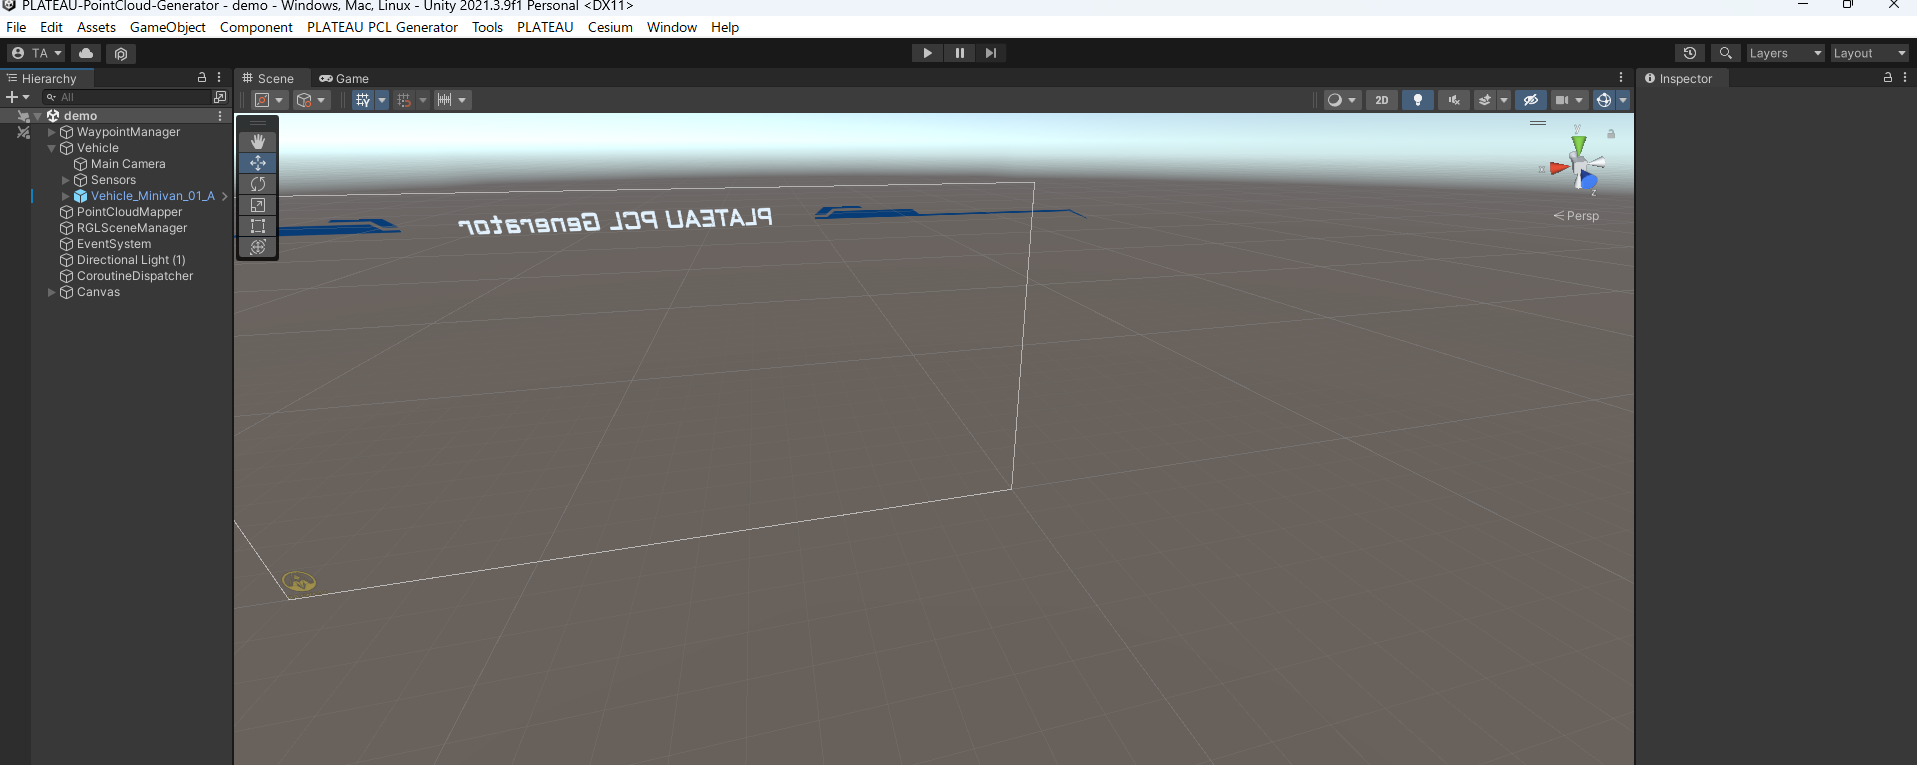 PLATEAU-PointCloud-Generator - demo - Windows, Mac, Linux - Unity 2021.3.9f1 Personal <DX11>
File Edit Assets GameObject Component PLATEAU PCL Generator Tools PLATEAU Cesium Window Help
TA Layers Layout
Hierarchy Scene Game Inspector
All 2D
demo
WaypointManager
Vehicle
Main Camera
Sensors
Vehicle_Minivan_01_A
PointCloudMapper
RGLSceneManager
EventSystem
Directional Light (1)
CoroutineDispatcher
Canvas
PLATEAU PCL Generator
y
x
z
Persp